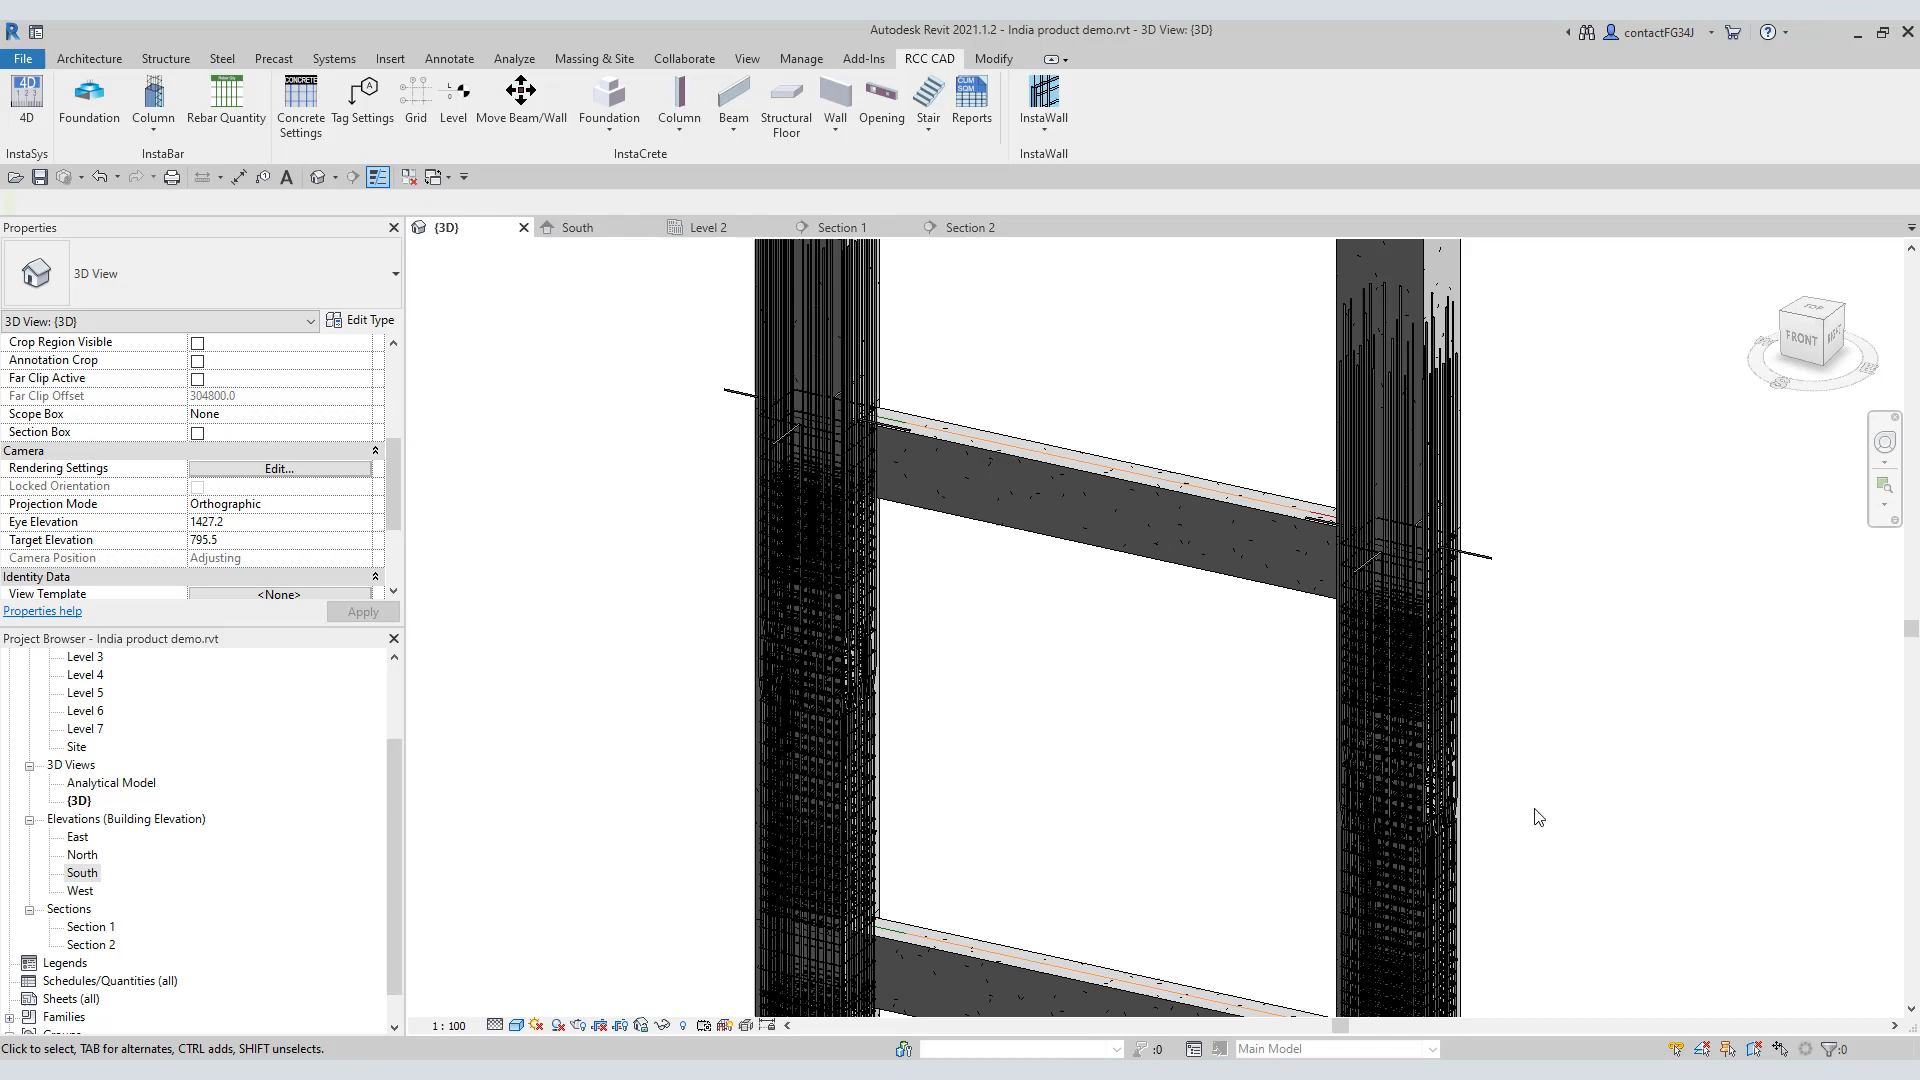 Autodesk Revit 2021.1.2 - India product demo.rvt - 3D View: {3D}
contactFG34J
File Architecture Structure Steel Precast Systems Insert Annotate Analyze Massing & Site Collaborate View Manage Add-Ins RCC CAD Modify
4D
1 2 3
CONCRETE
A
CUM
SQM
4D Foundation Column Rebar Quantity Concrete Tag Settings Grid Level Move Beam/Wall Foundation Column Beam Structural Wall Opening Stair Reports InstaWall
Settings Floor
InstaSys InstaBar InstaCrete InstaWall
A
Properties
{3D} South Level 2 Section 1 Section 2
3D View
3D View: {3D} Edit Type
Crop Region Visible
Annotation Crop
Far Clip Active
Far Clip Offset 304800.0
Scope Box None
Section Box
Camera
Rendering Settings Edit...
Locked Orientation
Projection Mode Orthographic
Eye Elevation 1427.2
Target Elevation 795.5
Camera Position Adjusting
Identity Data
View Template <None>
Properties help Apply
TOP
FRONT
RIGHT
S
E
Project Browser - India product demo.rvt
Level 3
Level 4
Level 5
Level 6
Level 7
Site
3D Views
Analytical Model
{3D}
Elevations (Building Elevation)
East
North
South
West
Sections
Section 1
Section 2
Legends
Schedules/Quantities (all)
Sheets (all)
Families
1 : 100
Click to select, TAB for alternates, CTRL adds, SHIFT unselects. :0 Main Model :0